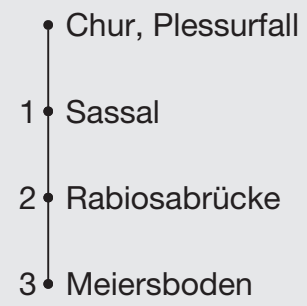 Chur, Plessurfall
1 Sassal
2 Rabiosabrücke
3 Meiersboden